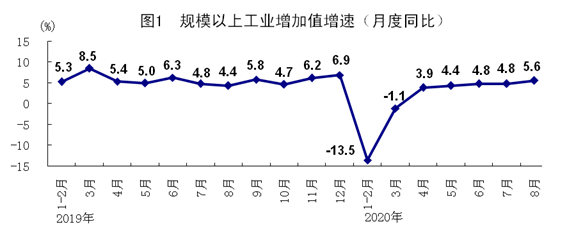 图1 规模以上工业增加值增速（月度同比）
(%)
15
10
5
0
-5
-10
-15
5.3 8.5 5.4 5.0 6.3 4.8 4.4 5.8 4.7 6.2 6.9 -13.5 -1.1 3.9 4.4 4.8 4.8 5.6
1-2月 3月 4月 5月 6月 7月 8月 9月 10月 11月 12月 1-2月 3月 4月 5月 6月 7月 8月
2019年 2020年